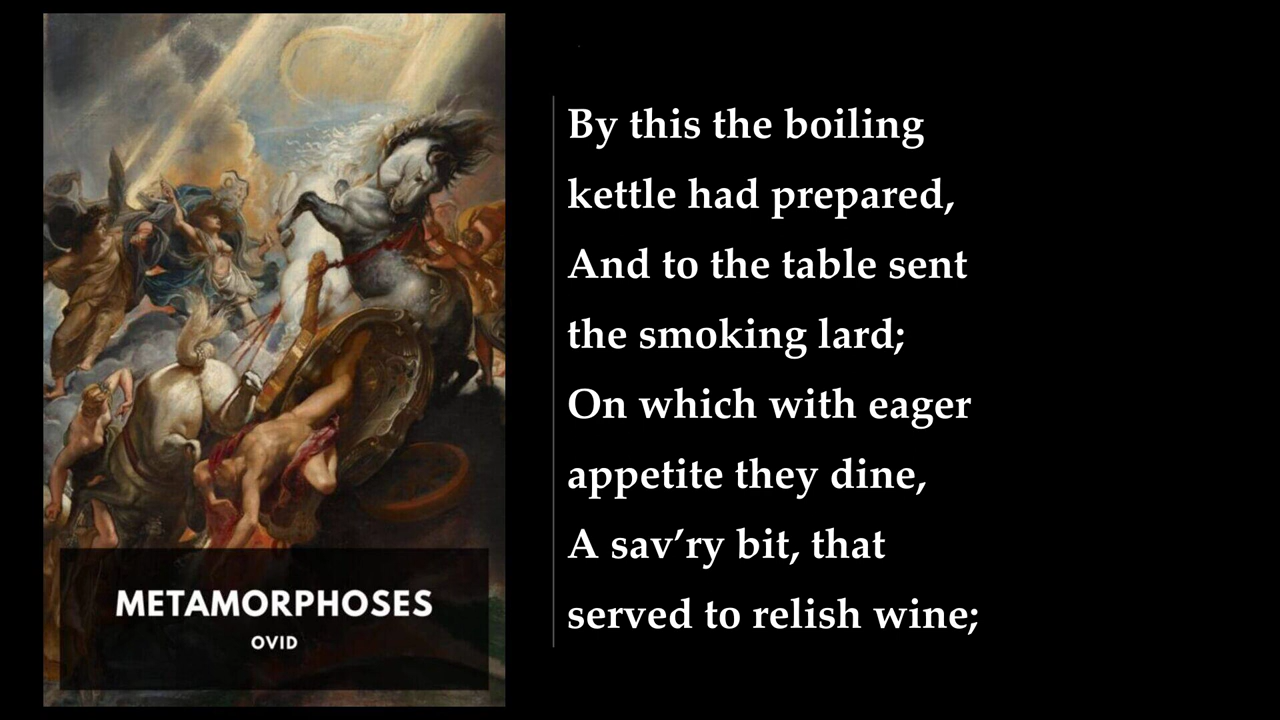 METAMORPHOSES
OVID
By this the boiling
kettle had prepared,
And to the table sent
the smoking lard;
On which with eager
appetite they dine,
A sav’ry bit, that
served to relish wine;